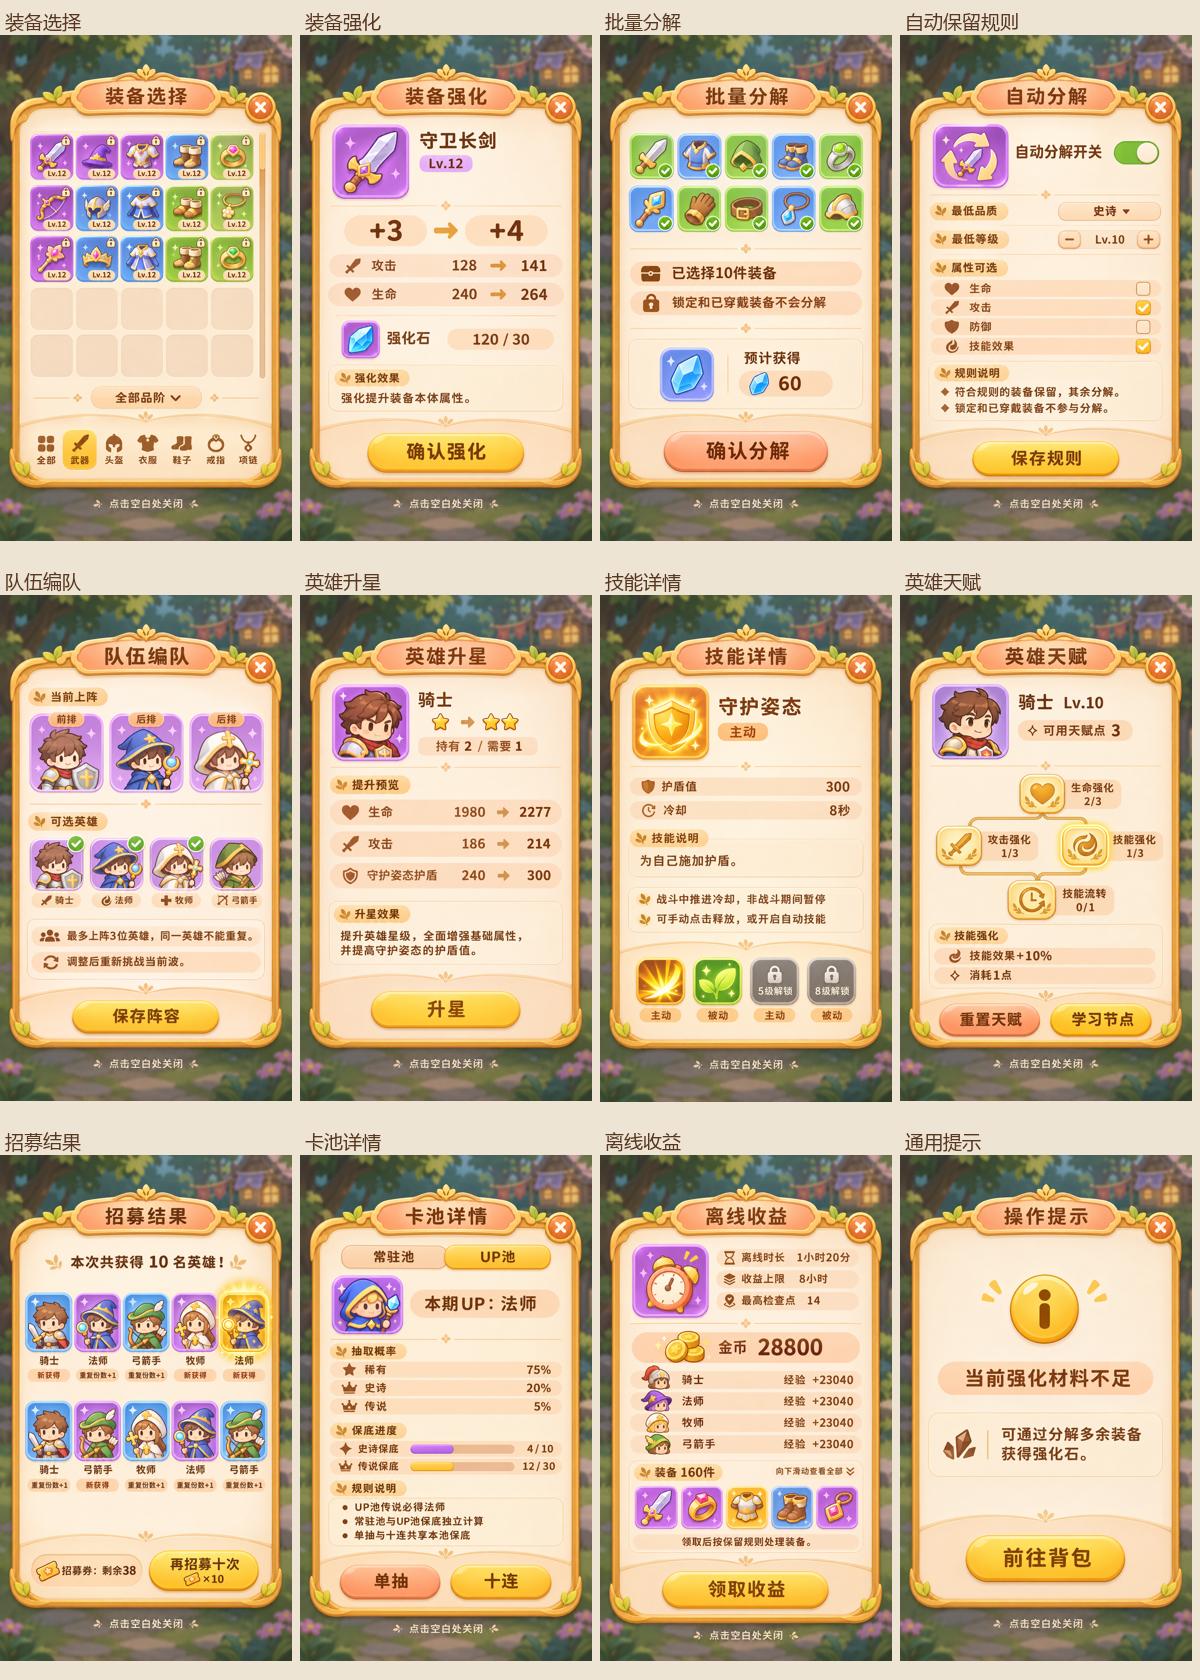 装备选择
装备选择
Lv.12 Lv.12 Lv.12 Lv.12 Lv.12
Lv.12 Lv.12 Lv.12 Lv.12 Lv.12
Lv.12 Lv.12 Lv.12 Lv.12 Lv.12
全部品阶
全部 武器 头盔 衣服 鞋子 戒指 项链
点击空白处关闭
装备强化
装备强化
守卫长剑
Lv.12
+3 +4
攻击 128 141
生命 240 264
强化石 120 / 30
强化效果
强化提升装备本体属性。
确认强化
点击空白处关闭
批量分解
批量分解
已选择10件装备
锁定和已穿戴装备不会分解
预计获得
60
确认分解
点击空白处关闭
自动保留规则
自动分解
自动分解开关
最低品质 史诗
最低等级 Lv.10
属性可选
生命
攻击
防御
技能效果
规则说明
符合规则的装备保留，其余分解。
锁定和已穿戴装备不参与分解。
保存规则
点击空白处关闭
队伍编队
队伍编队
当前上阵
前排 后排 后排
可选英雄
骑士 法师 牧师 弓箭手
最多上阵3位英雄，同一英雄不能重复。
调整后重新挑战当前波。
保存阵容
点击空白处关闭
英雄升星
英雄升星
骑士
持有 2 / 需要 1
提升预览
生命 1980 2277
攻击 186 214
守护姿态护盾 240 300
升星效果
提升英雄星级，全面增强基础属性，
并提高守护姿态的护盾值。
升星
点击空白处关闭
技能详情
技能详情
守护姿态
主动
护盾值 300
冷却 8秒
技能说明
为自己施加护盾。
战斗中推进冷却，非战斗期间暂停
可手动点击释放，或开启自动技能
5级解锁 8级解锁
主动 被动 主动 被动
点击空白处关闭
英雄天赋
英雄天赋
骑士 Lv.10
可用天赋点 3
生命强化
2/3
攻击强化
1/3
技能强化
1/3
技能流转
0/1
技能强化
技能效果+10%
消耗1点
重置天赋 学习节点
点击空白处关闭
招募结果
招募结果
本次共获得 10 名英雄！
骑士 法师 弓箭手 牧师 法师
新获得 重复份数+1 重复份数+1 新获得 新获得
骑士 弓箭手 牧师 法师 弓箭手
重复份数+1 新获得 重复份数+1 重复份数+1 重复份数+1
招募券：剩余38
再招募十次
×10
点击空白处关闭
卡池详情
卡池详情
常驻池 UP池
本期UP：法师
抽取概率
稀有 75%
史诗 20%
传说 5%
保底进度
史诗保底 4 / 10
传说保底 12 / 30
规则说明
UP池传说必得法师
常驻池与UP池保底独立计算
单抽与十连共享本池保底
单抽 十连
点击空白处关闭
离线收益
离线收益
离线时长 1小时20分
收益上限 8小时
最高检查点 14
金币 28800
骑士 经验 +23040
法师 经验 +23040
牧师 经验 +23040
弓箭手 经验 +23040
装备 160件 向下滑动查看全部
领取后按保留规则处理装备。
领取收益
点击空白处关闭
通用提示
操作提示
当前强化材料不足
可通过分解多余装备
获得强化石。
前往背包
点击空白处关闭